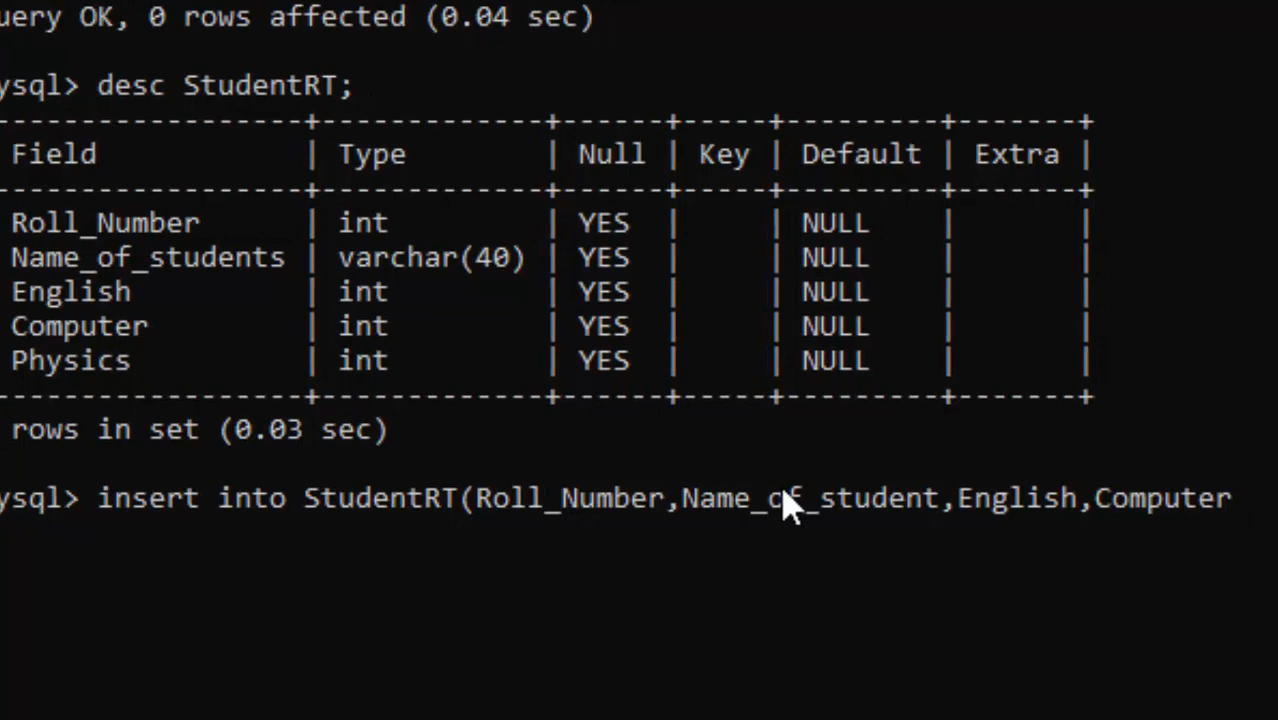 uery OK, 0 rows affected (0.04 sec)
ysql> desc StudentRT;
-----------------+-------------+------+-----+---------+-------+
Field            | Type        | Null | Key | Default | Extra |
-----------------+-------------+------+-----+---------+-------+
Roll_Number      | int         | YES  |     | NULL    |       |
Name_of_students | varchar(40) | YES  |     | NULL    |       |
English          | int         | YES  |     | NULL    |       |
Computer         | int         | YES  |     | NULL    |       |
Physics          | int         | YES  |     | NULL    |       |
-----------------+-------------+------+-----+---------+-------+
rows in set (0.03 sec)
ysql> insert into StudentRT(Roll_Number,Name_of_student,English,Computer